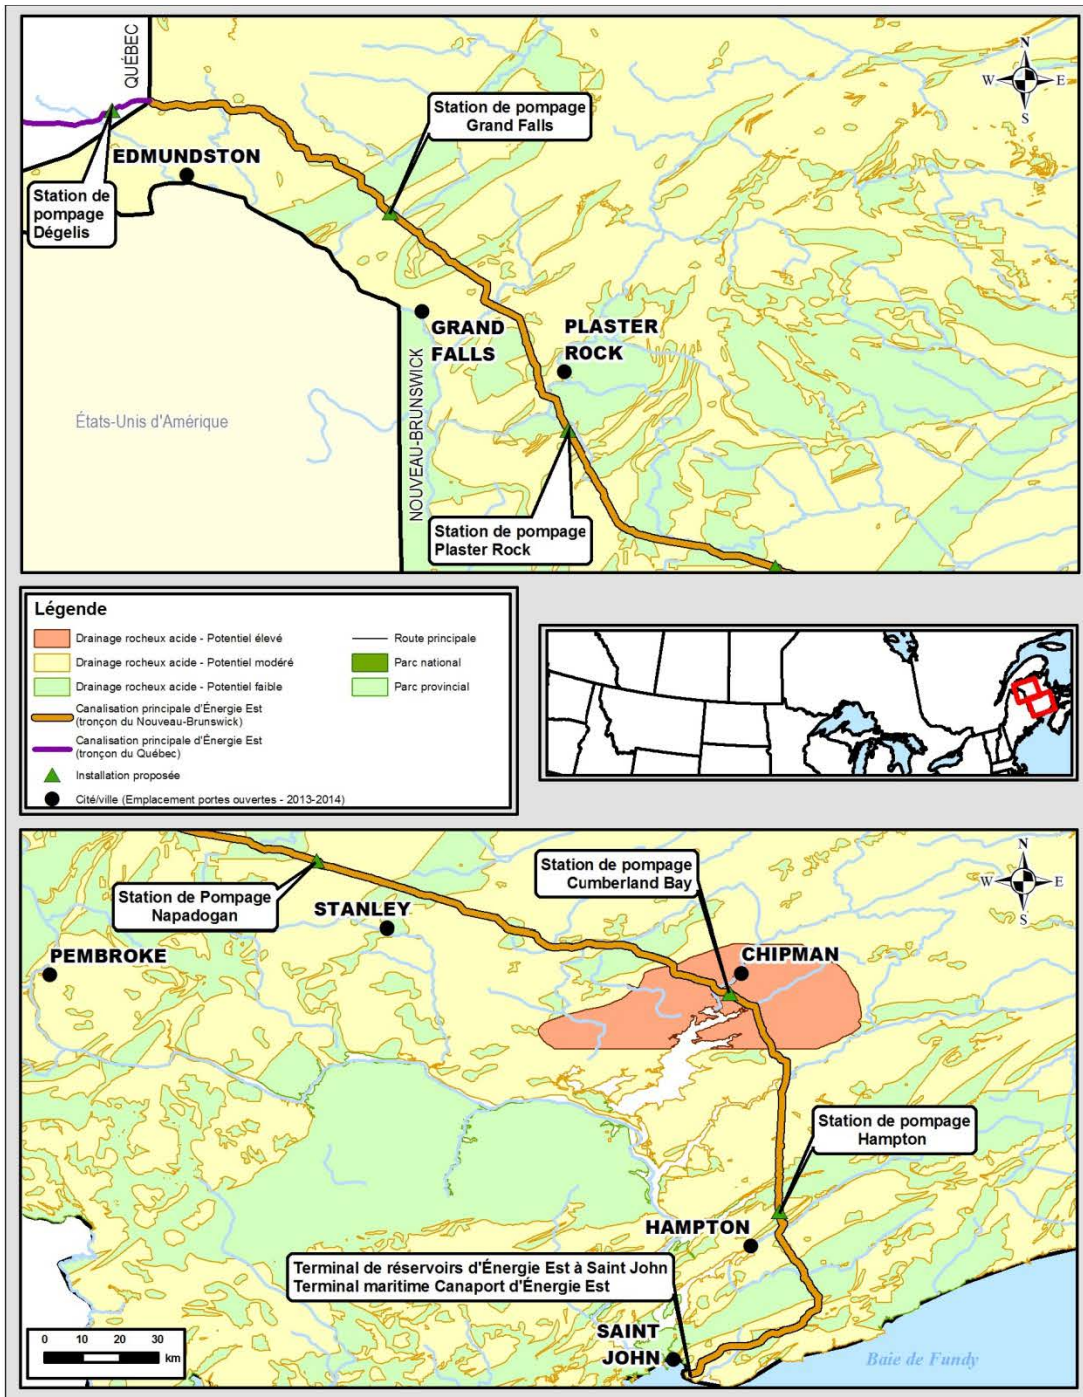 QUÉBEC
N
W E
S
Station de pompage
Grand Falls
EDMUNDSTON
Station de
pompage
Dégelis
GRAND
FALLS
PLASTER
ROCK
NOUVEAU-BRUNSWICK
États-Unis d'Amérique
Station de pompage
Plaster Rock
Légende
Drainage rocheux acide - Potentiel élevé
Drainage rocheux acide - Potentiel modéré
Drainage rocheux acide - Potentiel faible
Canalisation principale d'Énergie Est
(tronçon du Nouveau-Brunswick)
Canalisation principale d'Énergie Est
(tronçon du Québec)
Installation proposée
Cité/ville (Emplacement portes ouvertes - 2013-2014)
Route principale
Parc national
Parc provincial
Station de pompage
Cumberland Bay
N
W E
S
Station de Pompage
Napadogan
STANLEY
PEMBROKE
CHIPMAN
Station de pompage
Hampton
HAMPTON
Terminal de réservoirs d'Énergie Est à Saint John
Terminal maritime Canaport d'Énergie Est
SAINT
JOHN
Baie de Fundy
0 10 20 30
km